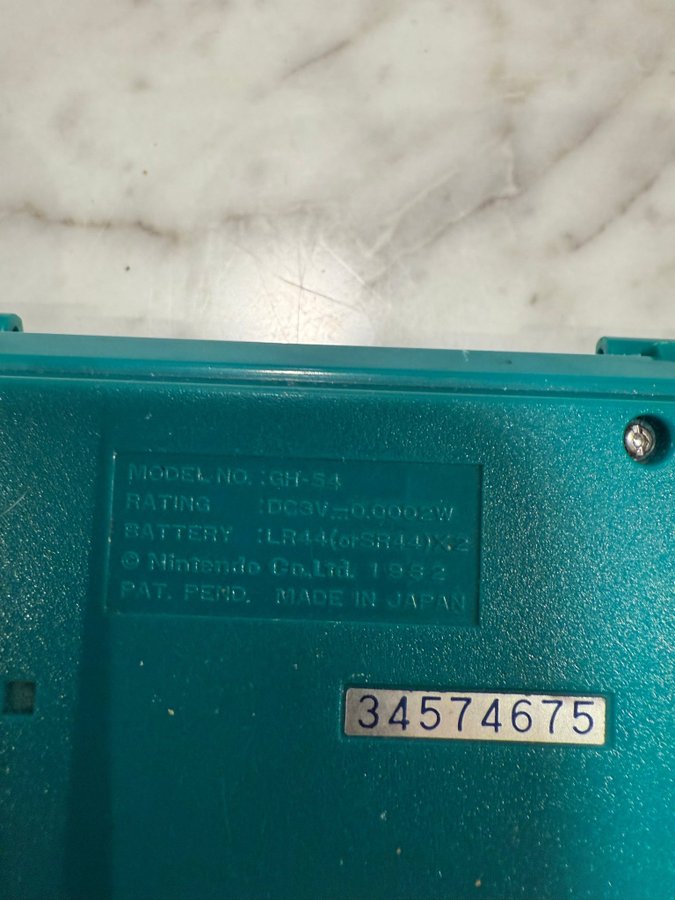 MODEL NO. :GH-54
RATING :DC3V⎓0.0002W
BATTERY :LR44(orSR44)X2
© Nintendo Co.,Ltd. 1982
PAT. PEND. MADE IN JAPAN
34574675